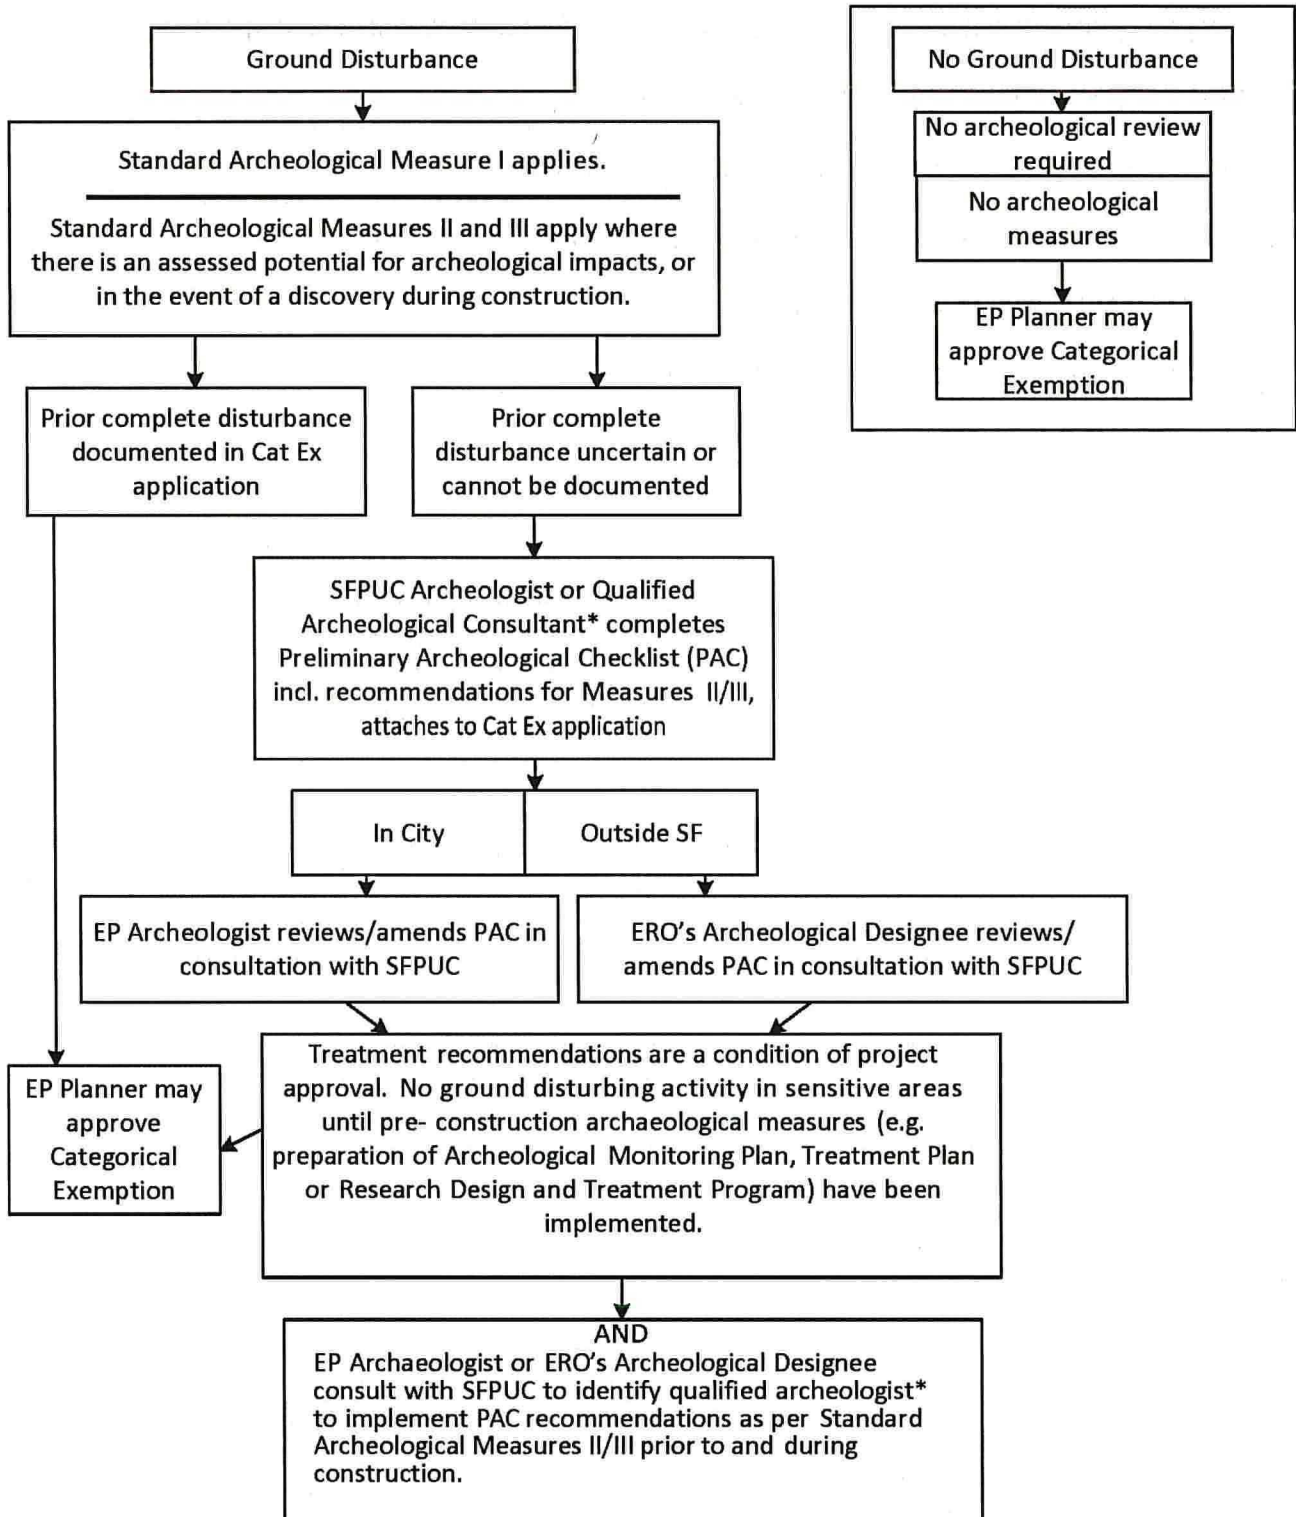 Ground Disturbance
Standard Archeological Measure I applies.
Standard Archeological Measures II and III apply where
there is an assessed potential for archeological impacts, or
in the event of a discovery during construction.
Prior complete disturbance
documented in Cat Ex
application
Prior complete
disturbance uncertain or
cannot be documented
SFPUC Archeologist or Qualified
Archeological Consultant* completes
Preliminary Archeological Checklist (PAC)
incl. recommendations for Measures II/III,
attaches to Cat Ex application
In City
Outside SF
EP Archeologist reviews/amends PAC in
consultation with SFPUC
ERO's Archeological Designee reviews/
amends PAC in consultation with SFPUC
EP Planner may
approve
Categorical
Exemption
Treatment recommendations are a condition of project
approval. No ground disturbing activity in sensitive areas
until pre- construction archaeological measures (e.g.
preparation of Archeological Monitoring Plan, Treatment Plan
or Research Design and Treatment Program) have been
implemented.
AND
EP Archaeologist or ERO's Archeological Designee
consult with SFPUC to identify qualified archeologist*
to implement PAC recommendations as per Standard
Archeological Measures II/III prior to and during
construction.
No Ground Disturbance
No archeological review
required
No archeological
measures
EP Planner may
approve Categorical
Exemption